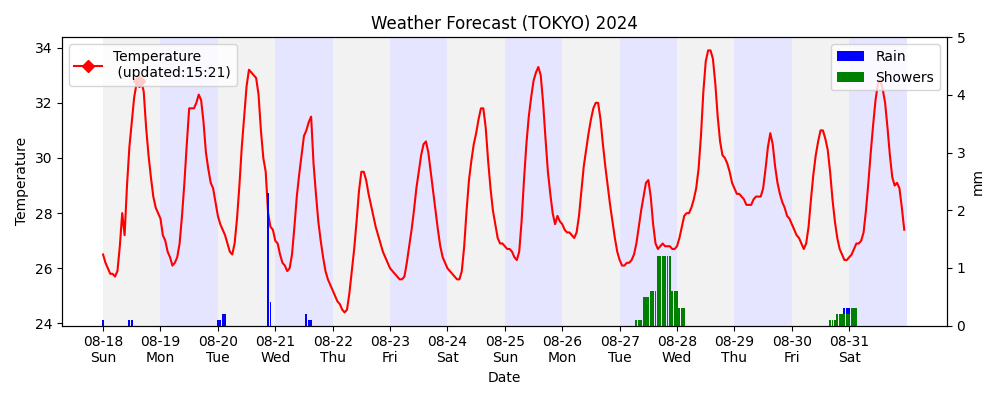 Weather Forecast (TOKYO) 2024
Temperature
(updated:15:21)
Rain
Showers
34
32
30
28
26
24
Temperature
5
4
3
2
1
0
mm
08-18 08-19 08-20 08-21 08-22 08-23 08-24 08-25 08-26 08-27 08-28 08-29 08-30 08-31
Sun Mon Tue Wed Thu Fri Sat Sun Mon Tue Wed Thu Fri Sat
Date